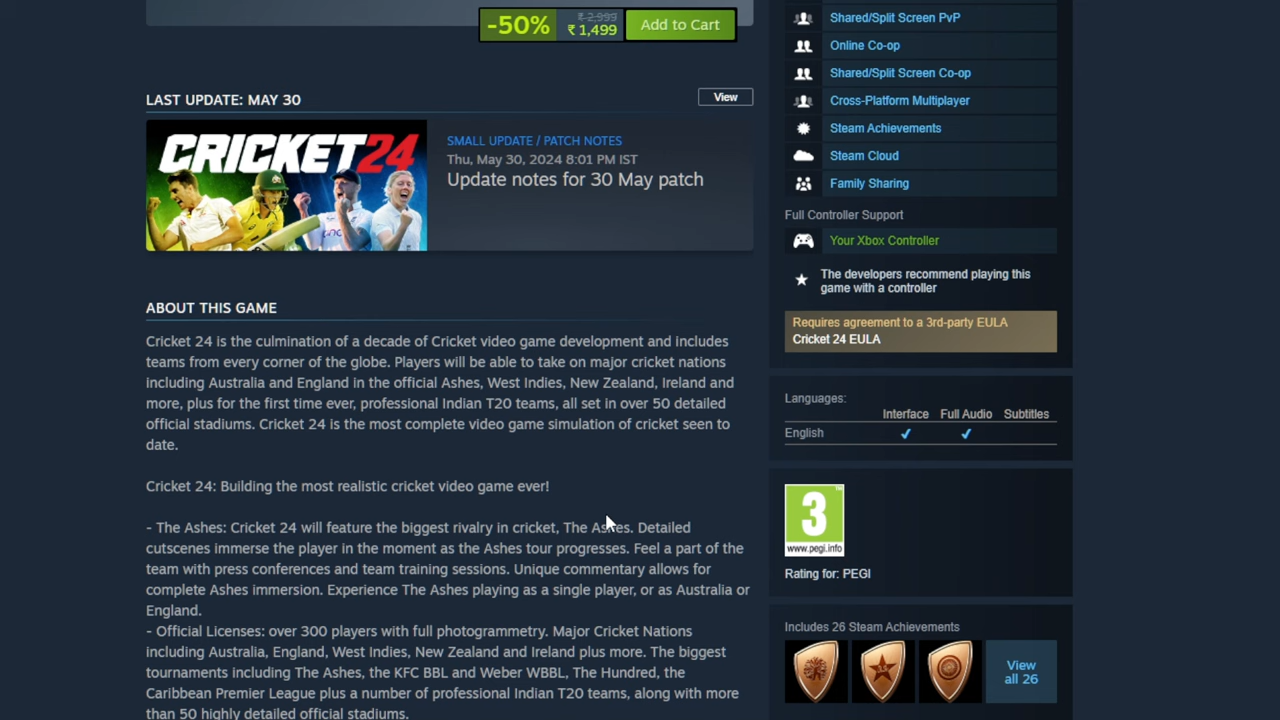 -50%
₹ 2,999
₹ 1,499
Add to Cart
LAST UPDATE: MAY 30
View
CRICKET24
SMALL UPDATE / PATCH NOTES
Thu, May 30, 2024 8:01 PM IST
Update notes for 30 May patch
ABOUT THIS GAME
Cricket 24 is the culmination of a decade of Cricket video game development and includes
teams from every corner of the globe. Players will be able to take on major cricket nations
including Australia and England in the official Ashes, West Indies, New Zealand, Ireland and
more, plus for the first time ever, professional Indian T20 teams, all set in over 50 detailed
official stadiums. Cricket 24 is the most complete video game simulation of cricket seen to
date.
Cricket 24: Building the most realistic cricket video game ever!
- The Ashes: Cricket 24 will feature the biggest rivalry in cricket, The Ashes. Detailed
cutscenes immerse the player in the moment as the Ashes tour progresses. Feel a part of the
team with press conferences and team training sessions. Unique commentary allows for
complete Ashes immersion. Experience The Ashes playing as a single player, or as Australia or
England.
- Official Licenses: over 300 players with full photogrammetry. Major Cricket Nations
including Australia, England, West Indies, New Zealand and Ireland plus more. The biggest
tournaments including The Ashes, the KFC BBL and Weber WBBL, The Hundred, the
Caribbean Premier League plus a number of professional Indian T20 teams, along with more
than 50 highly detailed official stadiums.
Shared/Split Screen PvP
Online Co-op
Shared/Split Screen Co-op
Cross-Platform Multiplayer
Steam Achievements
Steam Cloud
Family Sharing
Full Controller Support
Your Xbox Controller
The developers recommend playing this
game with a controller
Requires agreement to a 3rd-party EULA
Cricket 24 EULA
Languages:
Interface Full Audio Subtitles
English ✔ ✔
3
www.pegi.info
Rating for: PEGI
Includes 26 Steam Achievements
View
all 26